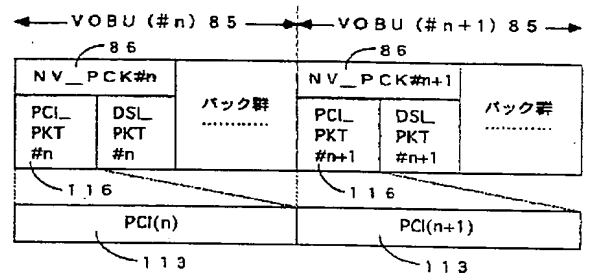 VOBU(#n)85 VOBU(#n+1)85
86 86
NV_PCK#n NV_PCK#n+1
パック群 パック群
PCI_ DSI_ PCI_ DSI_
PKT PKT PKT PKT
#n #n #n+1 #n+1
116 116
PCI(n) PCI(n+1)
113 113